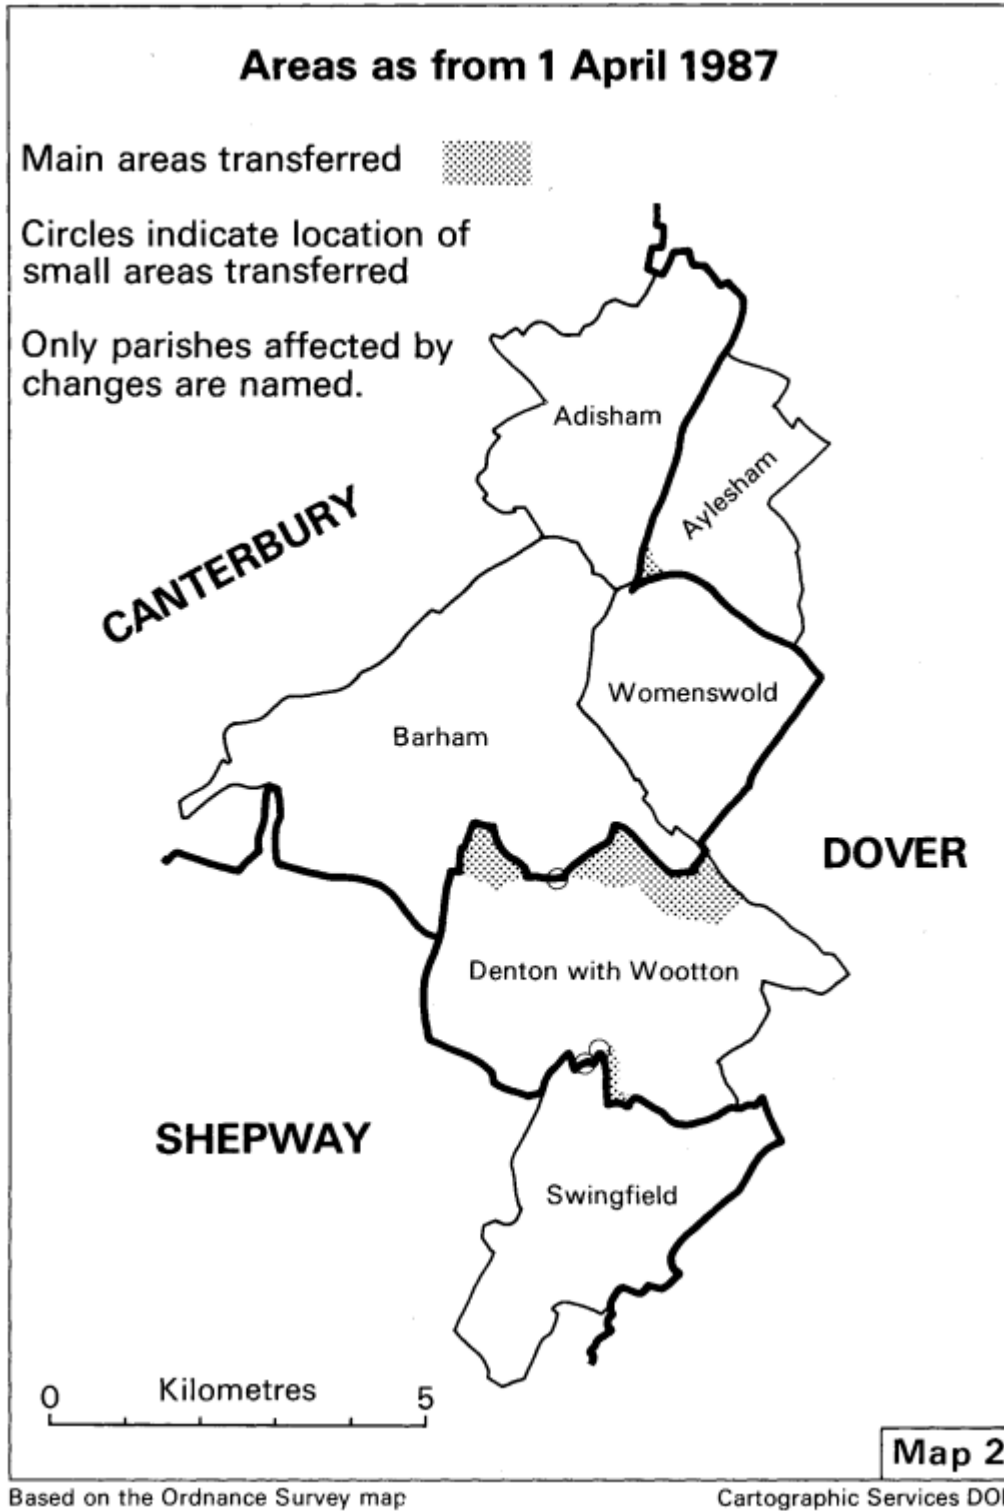 Areas as from 1 April 1987
Main areas transferred
Circles indicate location of
small areas transferred
Only parishes affected by
changes are named.
Adisham
Aylesham
CANTERBURY
Womenswold
Barham
DOVER
Denton with Wootton
SHEPWAY
Swingfield
0 Kilometres 5
Map 2
Based on the Ordnance Survey map
Cartographic Services